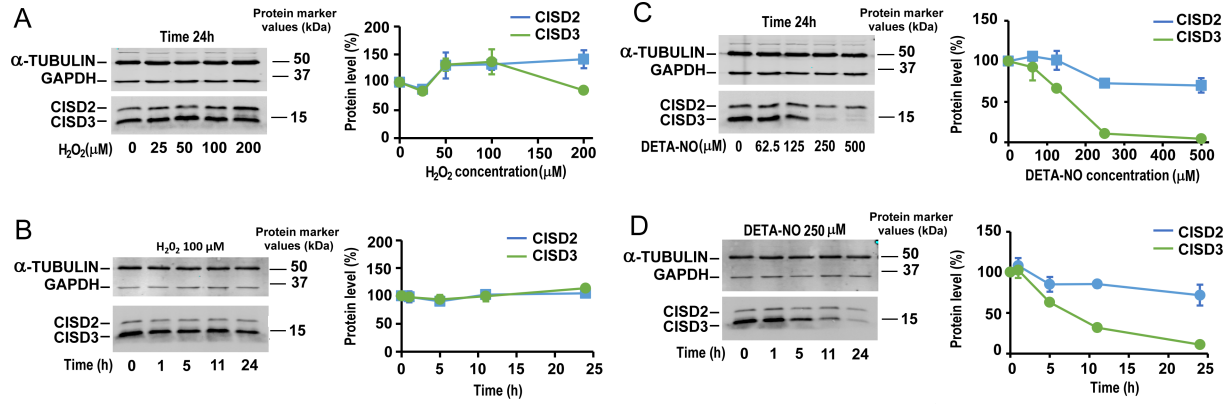 A
Time 24h
Protein marker
values (kDa)
α-TUBULIN
50
GAPDH
37
CISD2
CISD3
15
H₂O₂(μM)
0 25 50 100 200
CISD2
CISD3
Protein level (%)
200
150
100
50
0
0 50 100 150 200
H₂O₂ concentration(μM)
B
H₂O₂ 100 μM
Protein marker
values (kDa)
α-TUBULIN
50
GAPDH
37
CISD2
CISD3
15
Time (h)
0 1 5 11 24
CISD2
CISD3
Protein level (%)
200
150
100
50
0
0 5 10 15 20 25
Time (h)
C
Time 24h
Protein marker
values (kDa)
α-TUBULIN
50
GAPDH
37
CISD2
CISD3
15
DETA-NO(μM)
0 62.5 125 250 500
CISD2
CISD3
Protein level (%)
150
100
50
0
0 100 200 300 400 500
DETA-NO concentration (μM)
D
DETA-NO 250 μM
Protein marker
values (kDa)
α-TUBULIN
50
GAPDH
37
CISD2
CISD3
15
Time (h)
0 1 5 11 24
CISD2
CISD3
Protein level (%)
150
100
50
0
0 5 10 15 20 25
Time (h)